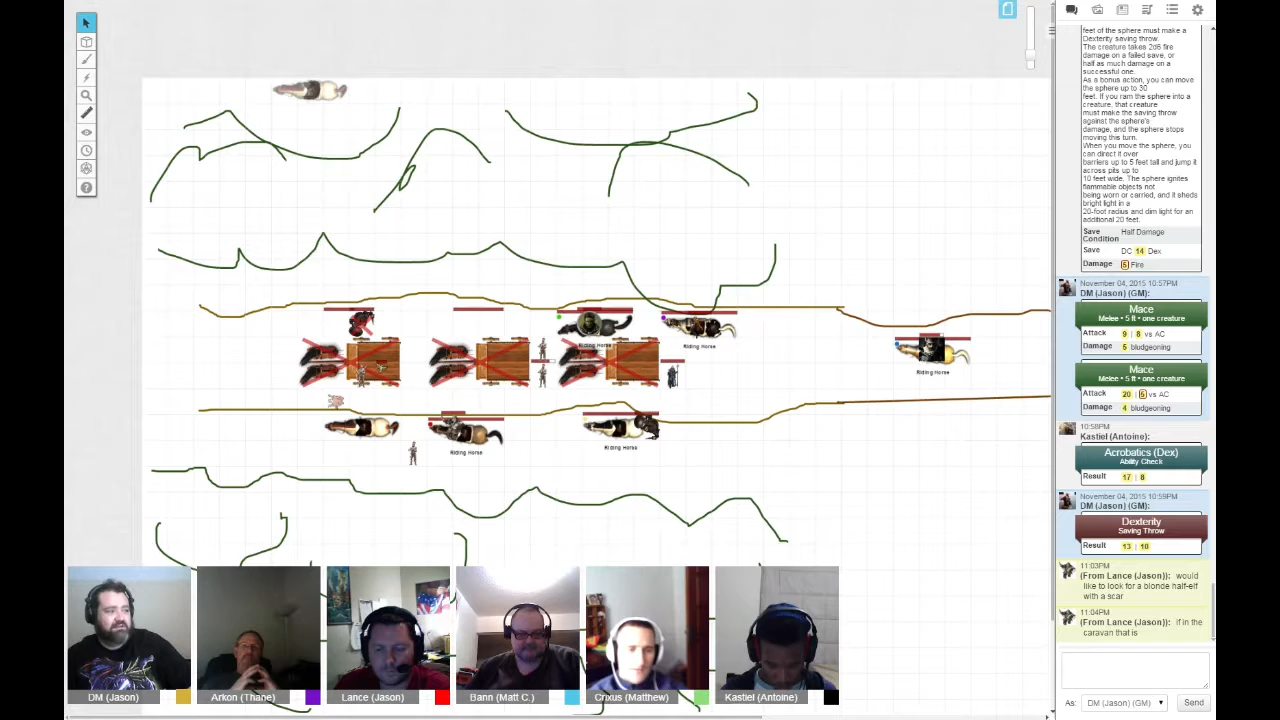 feet of the sphere must make a
Dexterity saving throw.
The creature takes 2d6 fire
damage on a failed save, or
half as much damage on a
successful one.
As a bonus action, you can move
the sphere up to 30
feet. If you ram the sphere into a
creature, that creature
must make the saving throw
against the sphere's
damage, and the sphere stops
moving this turn.
When you move the sphere, you
can direct it over
barriers up to 5 feet tall and jump it
across pits up to
10 feet wide. The sphere ignites
flammable objects not
being worn or carried, and it sheds
bright light in a
20-foot radius and dim light for an
additional 20 feet.
Save Condition Half Damage
Save DC 14 Dex
Damage 5 Fire
November 04, 2015 10:57PM
DM (Jason) (GM):
Mace
Melee • 5 ft • one creature
Attack 9 | 8 vs AC
Damage 5 bludgeoning
Mace
Melee • 5 ft • one creature
Attack 20 | 5 vs AC
Damage 4 bludgeoning
10:58PM
Kastiel (Antoine):
Acrobatics (Dex)
Ability Check
Result 17 | 8
November 04, 2015 10:59PM
DM (Jason) (GM):
Dexterity
Saving Throw
Result 13 | 10
11:03PM
(From Lance (Jason)): would
like to look for a blonde half-elf
with a scar
11:04PM
(From Lance (Jason)): if in the
caravan that is
As: DM (Jason) (GM) Send
Riding Horse
Riding Horse
Riding Horse
Riding Horse
Riding Horse
DM (Jason)
Arkon (Thane)
Lance (Jason)
Bann (Matt C.)
Crixus (Matthew)
Kastiel (Antoine)